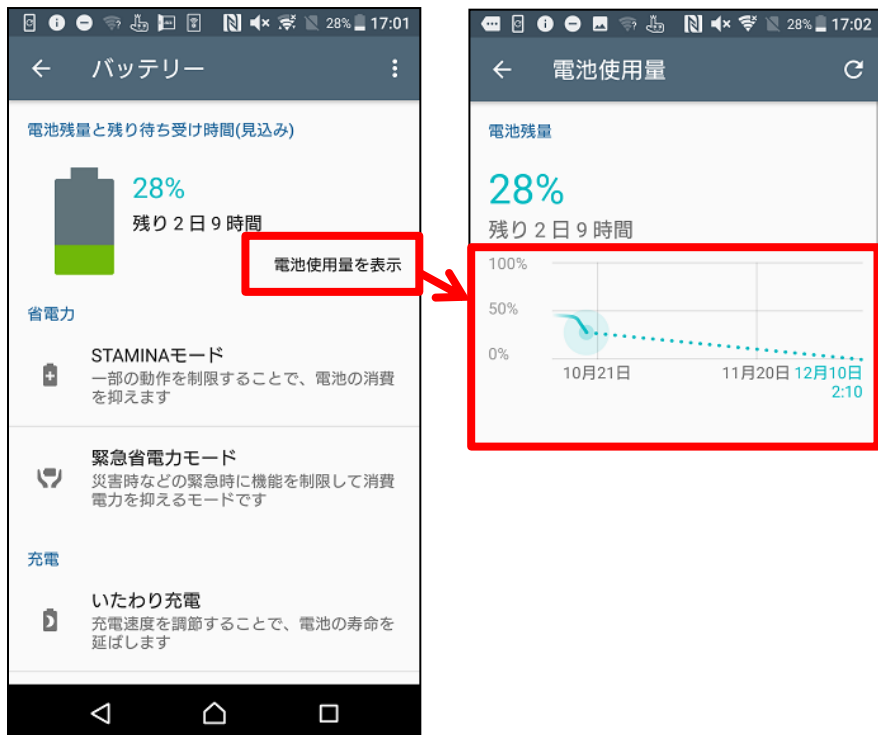 28% 17:01
バッテリー
電池残量と残り待ち受け時間(見込み)
28%
残り 2 日 9 時間
電池使用量を表示
省電力
STAMINAモード
一部の動作を制限することで、電池の消費
を抑えます
緊急省電力モード
災害時などの緊急時に機能を制限して消費
電力を抑えるモードです
充電
いたわり充電
充電速度を調節することで、電池の寿命を
延ばします
28% 17:02
電池使用量
電池残量
28%
残り 2 日 9 時間
100%
50%
0%
10月21日 11月20日 12月10日
2:10